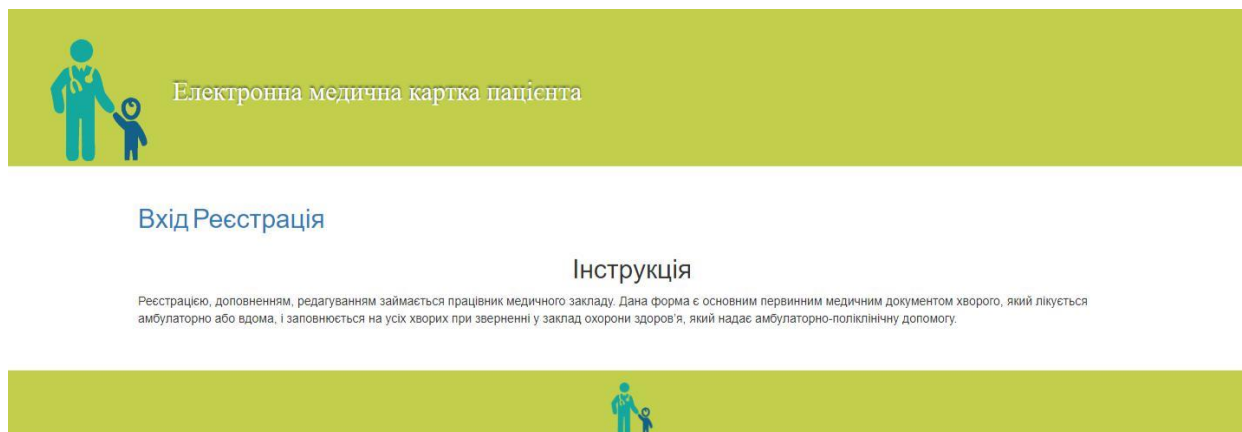 Електронна медична картка пацієнта
Вхід Реєстрація
Інструкція
Реєстрацією, доповненням, редагуванням займається працівник медичного закладу. Дана форма є основним первинним медичним документом хворого, який лікується
амбулаторно або вдома, і заповнюється на усіх хворих при зверненні у заклад охорони здоров'я, який надає амбулаторно-поліклінічну допомогу.